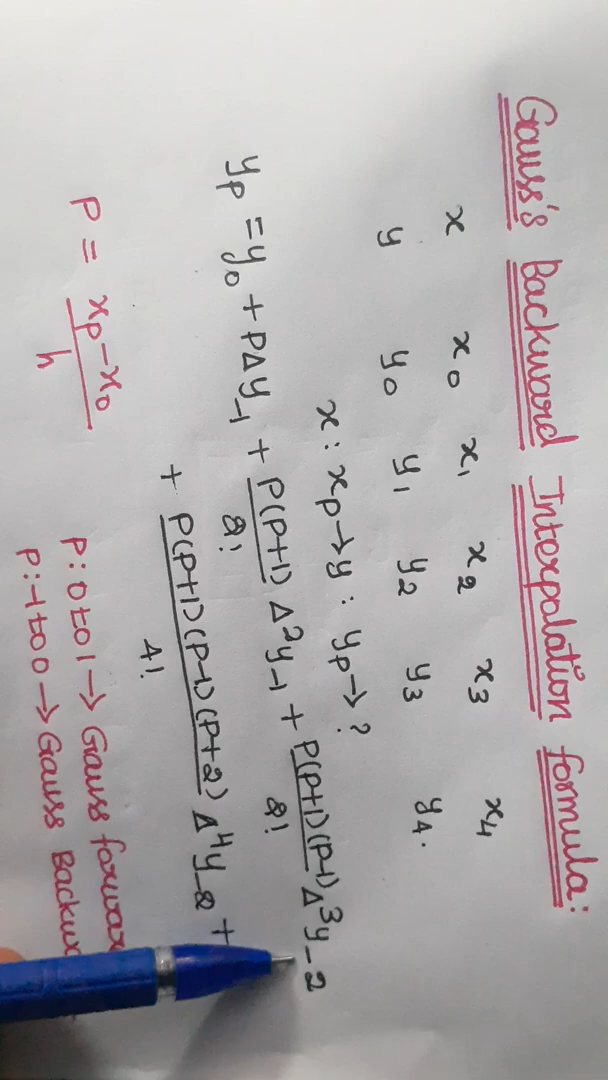 Gauss's Backward Interpolation formula:
x x₀ x₁ x₂ x₃ x₄
y y₀ y₁ y₂ y₃ y₄.
x : xₚ → y : yₚ → ?
yₚ = y₀ + PΔy₋₁ + P(P+1)/2! Δ²y₋₁ + P(P+1)(P-1)/2! Δ³y₋₂
+ P(P+1)(P-1)(P+2)/4! Δ⁴y₋₂ +
P = xₚ - x₀/h
P: 0 to 1 → Gauss forwar
P: -1 to 0 → Gauss Backw